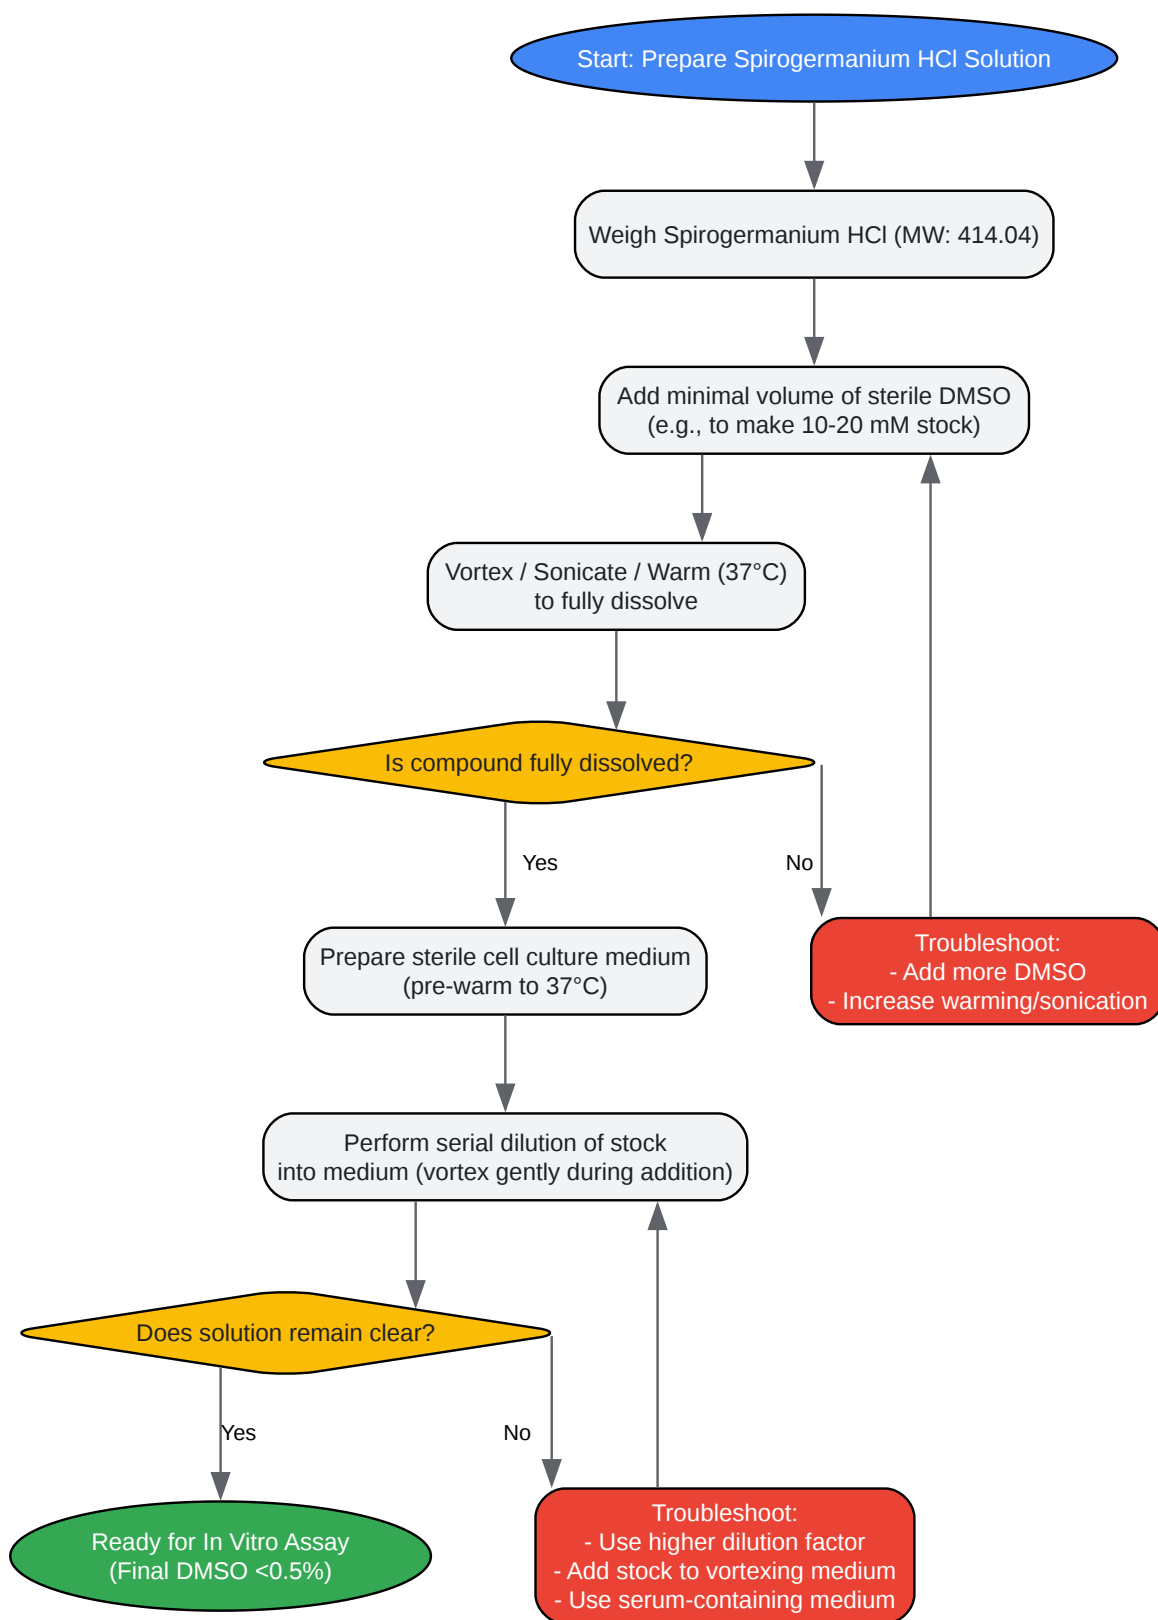 Start: Prepare Spirogermanium HCl Solution
Weigh Spirogermanium HCl (MW: 414.04)
Add minimal volume of sterile DMSO
(e.g., to make 10-20 mM stock)
Vortex / Sonicate / Warm (37°C)
to fully dissolve
Is compound fully dissolved?
Yes
No
Prepare sterile cell culture medium
(pre-warm to 37°C)
Troubleshoot:
- Add more DMSO
- Increase warming/sonication
Perform serial dilution of stock
into medium (vortex gently during addition)
Does solution remain clear?
Yes
No
Ready for In Vitro Assay
(Final DMSO <0.5%)
Troubleshoot:
- Use higher dilution factor
- Add stock to vortexing medium
- Use serum-containing medium